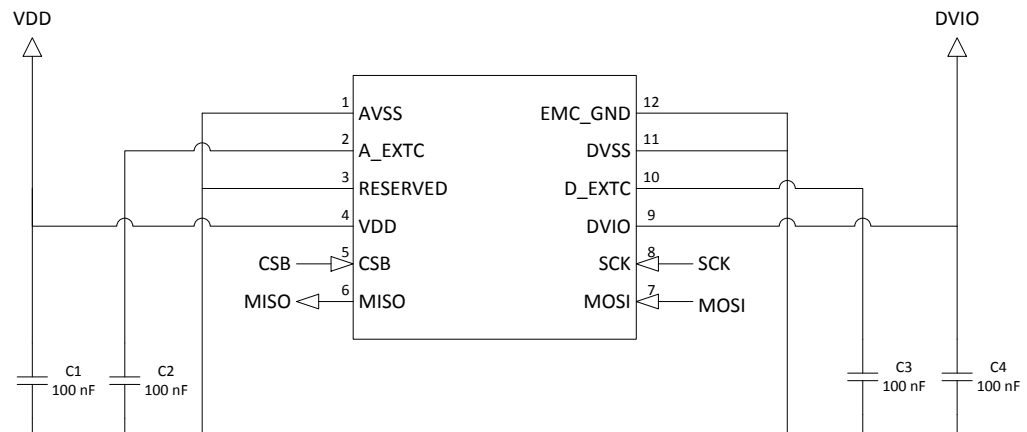 VDD DVIO
1 AVSS EMC_GND 12
2 A_EXTC DVSS 11
3 RESERVED D_EXTC 10
4 VDD DVIO 9
CSB 5 CSB SCK 8 SCK
MISO 6 MISO MOSI 7 MOSI
C1 C2 C3 C4
100 nF 100 nF 100 nF 100 nF